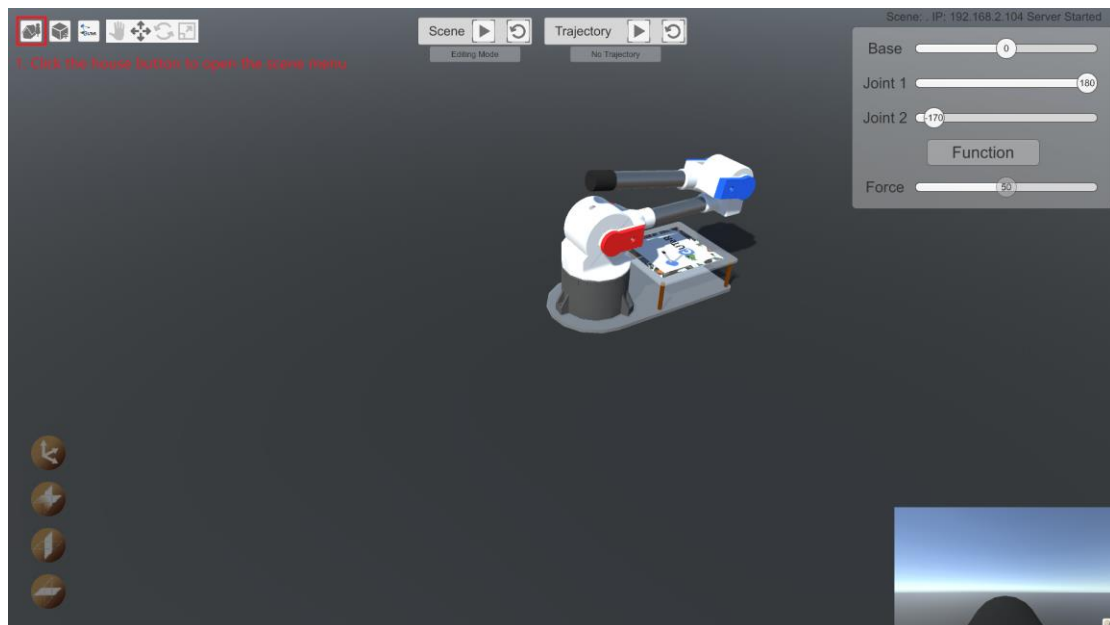 Scene: . IP: 192.168.2.104 Server Started
Scene
Trajectory
Editing Mode
No Trajectory
1. Click the house button to open the scene menu
Base
0
Joint 1
180
Joint 2
-170
Function
Force
50